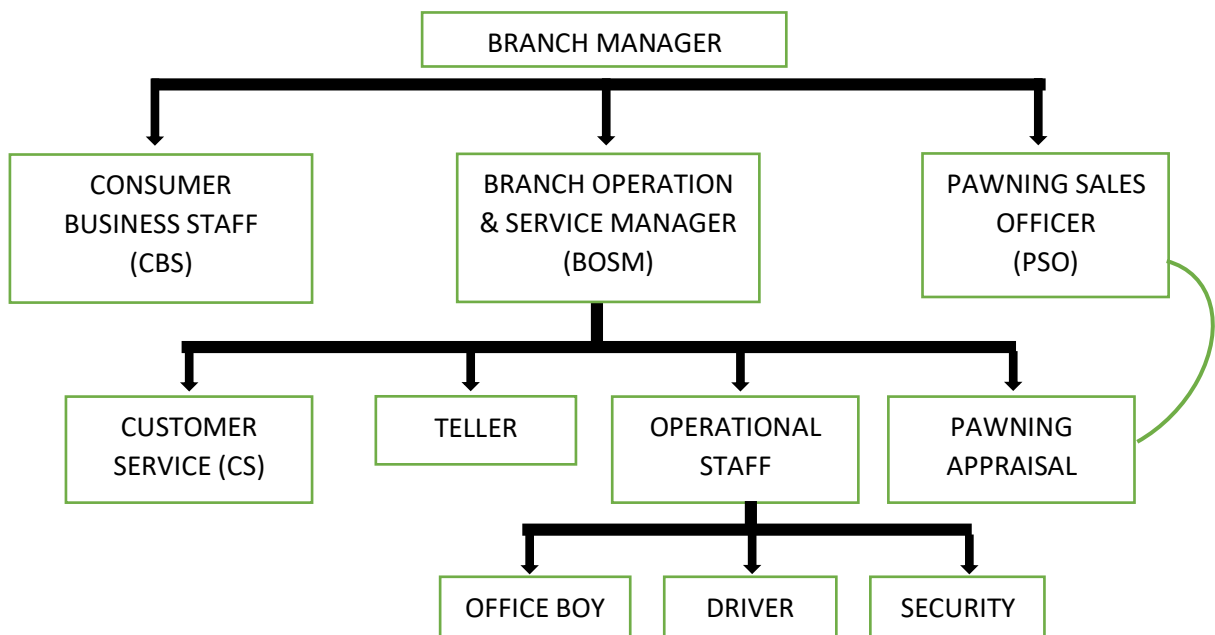 BRANCH MANAGER
CONSUMER
BUSINESS STAFF
(CBS)
BRANCH OPERATION
& SERVICE MANAGER
(BOSM)
PAWNING SALES
OFFICER
(PSO)
CUSTOMER
SERVICE (CS)
TELLER
OPERATIONAL
STAFF
PAWNING
APPRAISAL
OFFICE BOY
DRIVER
SECURITY